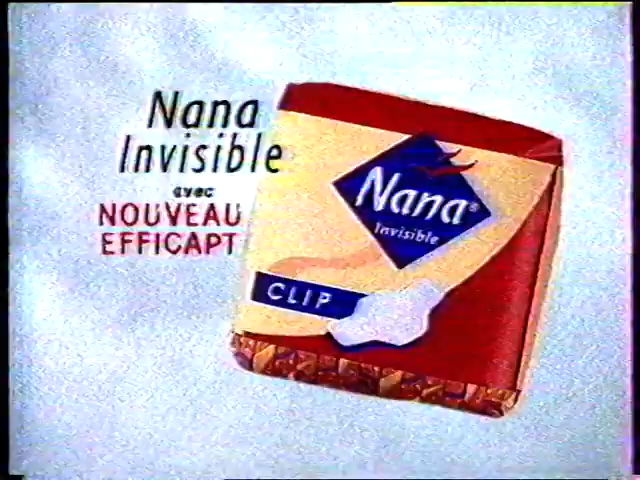 Nana
Invisible
avec
NOUVEAU
EFFICAPT
Nana®
Invisible
CLIP